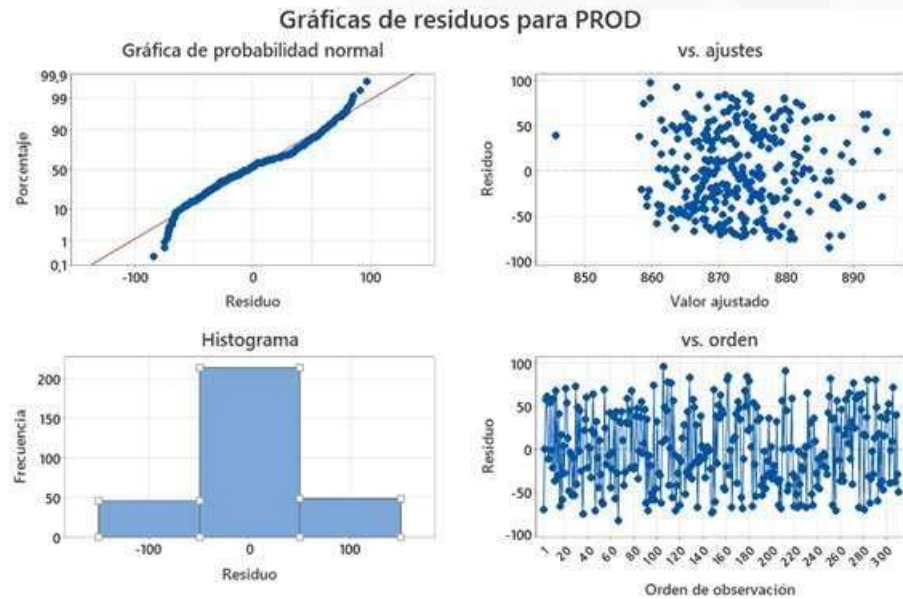 Gráficas de residuos para PROD
Gráfica de probabilidad normal
99,9
99
90
50
10
1
0,1
Porcentaje
-100 0 100
Residuo
vs. ajustes
100
50
0
-50
-100
Residuo
850 860 870 880 890
Valor ajustado
Histograma
200
150
100
50
0
Frecuencia
-100 0 100
Residuo
vs. orden
100
50
0
-50
-100
Residuo
1 20 40 60 80 100 120 140 160 180 200 220 240 260 280 300
Orden de observación